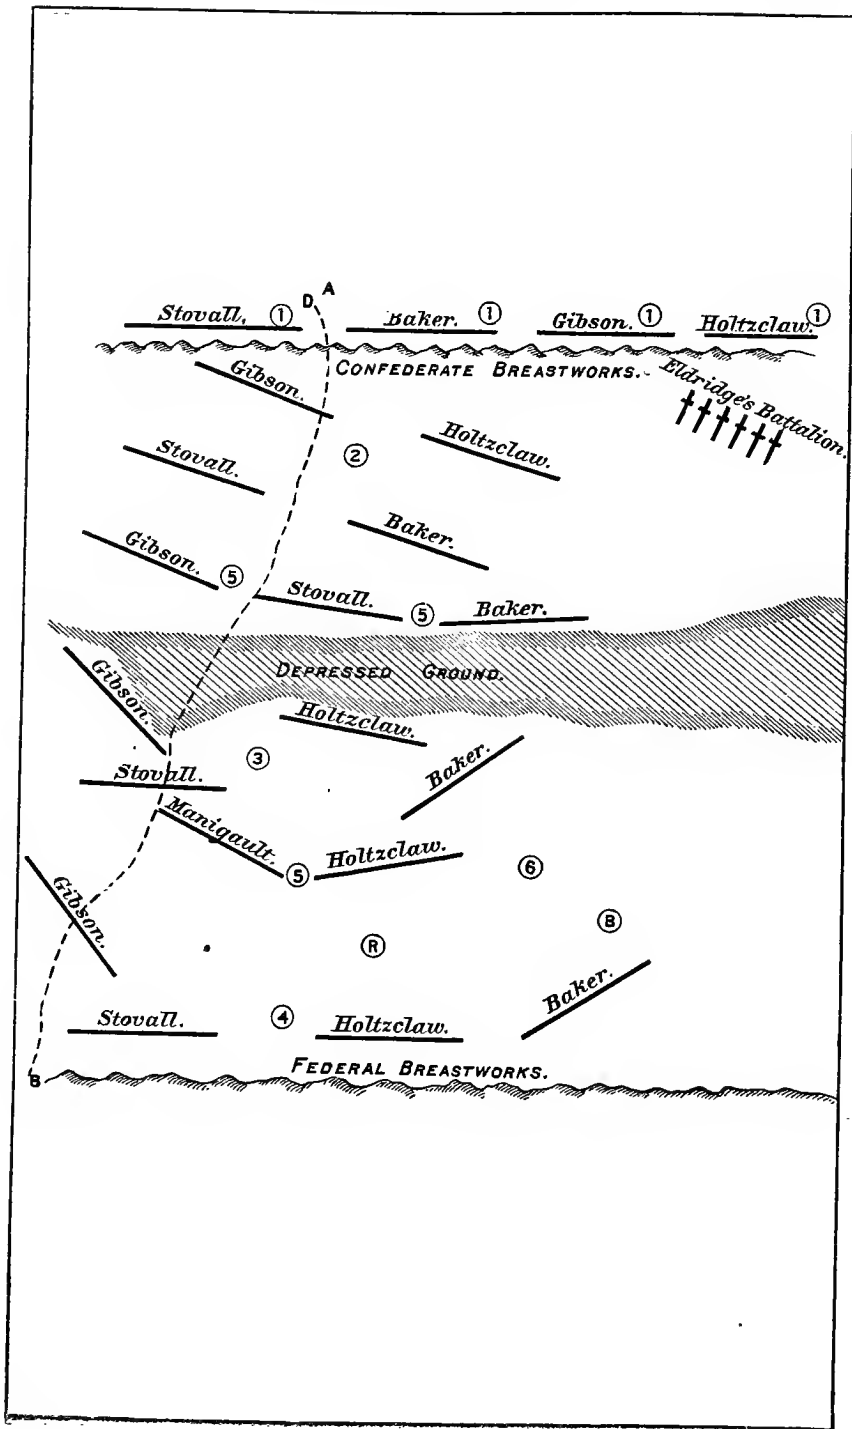 D A
Stovall. 1 Baker. 1 Gibson. 1 Holtzclaw. 1
CONFEDERATE BREASTWORKS.
Gibson.
Eldridge's Battalion.
Holtzclaw.
Stovall. 2
Baker.
Gibson. 5
Stovall. 5 Baker.
DEPRESSED GROUND.
Gibson.
Holtzclaw.
Baker.
Stovall. 3
Manigault. 5 Holtzclaw. 6
Gibson.
B
R
Baker.
Stovall. 4 Holtzclaw.
FEDERAL BREASTWORKS.
B